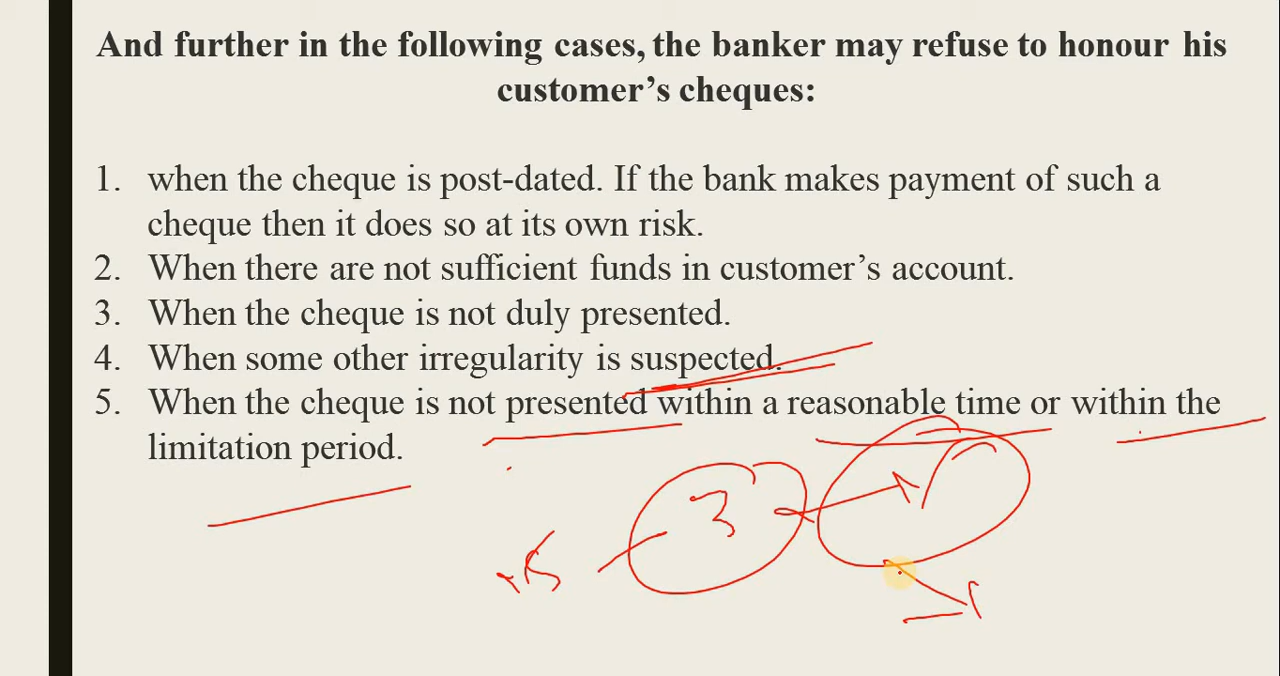 And further in the following cases, the banker may refuse to honour his
customer's cheques:
1. when the cheque is post-dated. If the bank makes payment of such a
cheque then it does so at its own risk.
2. When there are not sufficient funds in customer's account.
3. When the cheque is not duly presented.
4. When some other irregularity is suspected.
5. When the cheque is not presented within a reasonable time or within the
limitation period.
3